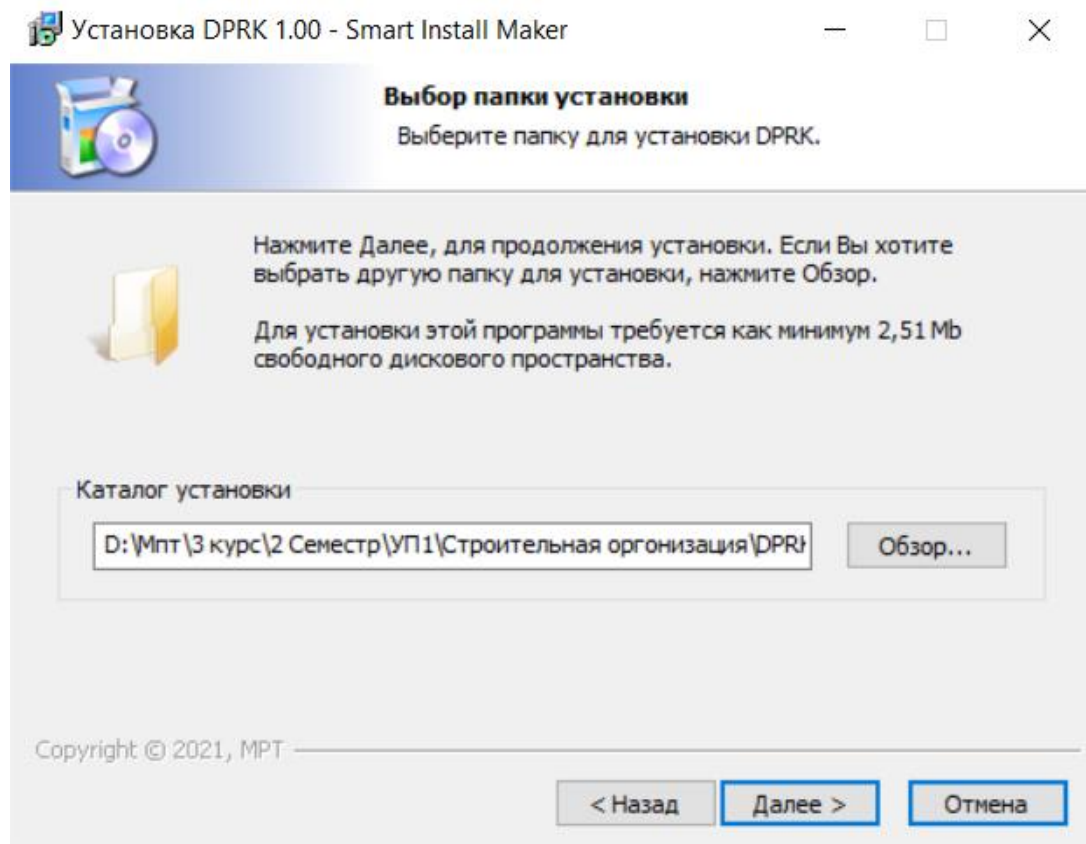 Установка DPRK 1.00 - Smart Install Maker
Выбор папки установки
Выберите папку для установки DPRK.
Нажмите Далее, для продолжения установки. Если Вы хотите
выбрать другую папку для установки, нажмите Обзор.
Для установки этой программы требуется как минимум 2,51 Mb
свободного дискового пространства.
Каталог установки
D:\Мпт\3 курс\2 Семестр\УП1\Строительная оргонизация\DPRK
Обзор...
Copyright © 2021, MPT
< Назад
Далее >
Отмена